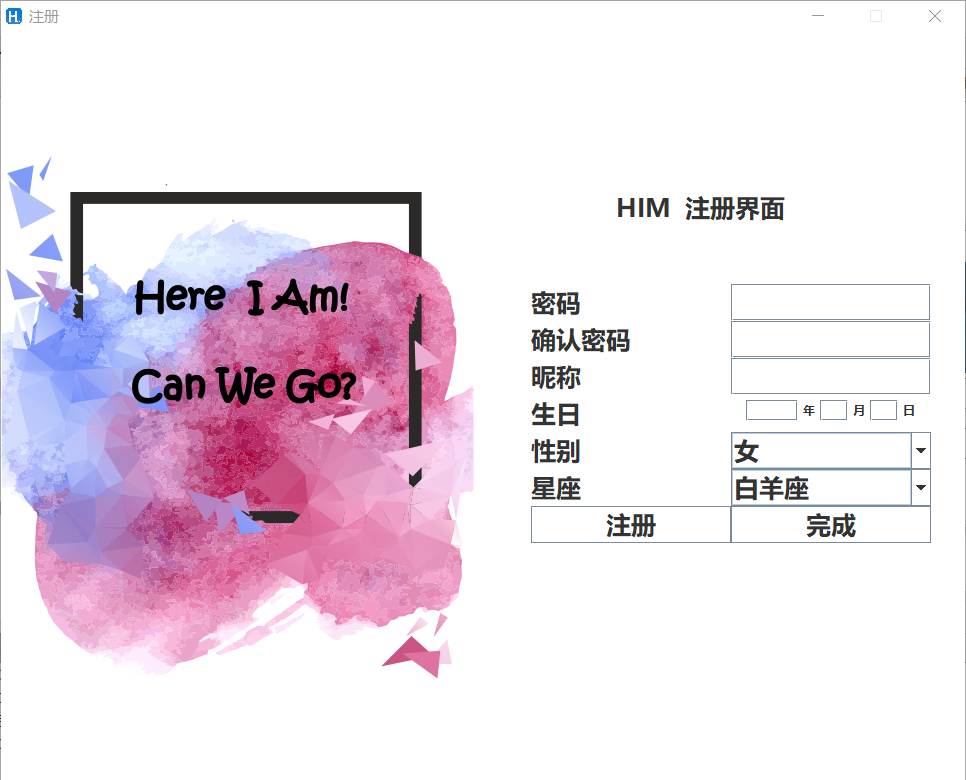 H. 注册
HIM 注册界面
Here I Am!
Can We Go?
密码
确认密码
昵称
生日 年 月 日
性别 女
星座 白羊座
注册 完成